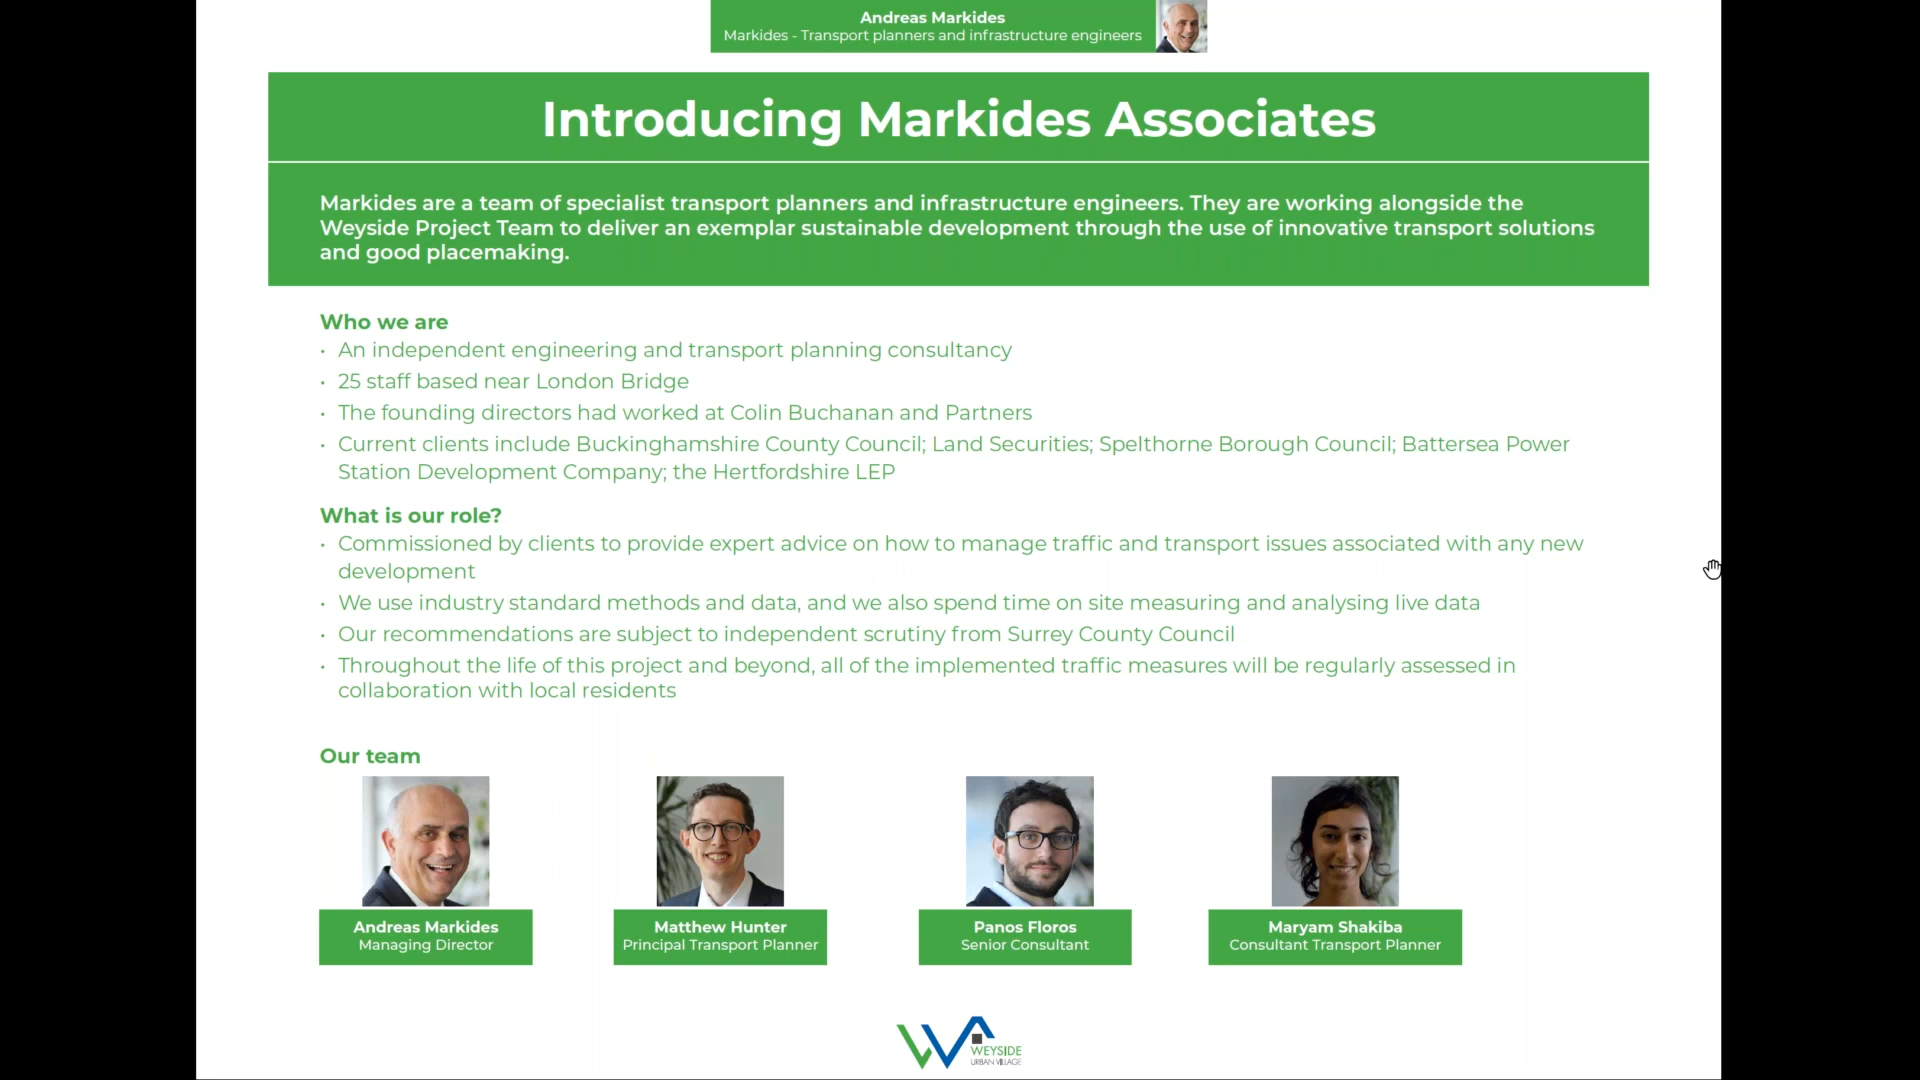 Andreas Markides
Markides - Transport planners and infrastructure engineers
Introducing Markides Associates
Markides are a team of specialist transport planners and infrastructure engineers. They are working alongside the
Weyside Project Team to deliver an exemplar sustainable development through the use of innovative transport solutions
and good placemaking.
Who we are
• An independent engineering and transport planning consultancy
• 25 staff based near London Bridge
• The founding directors had worked at Colin Buchanan and Partners
• Current clients include Buckinghamshire County Council; Land Securities; Spelthorne Borough Council; Battersea Power
Station Development Company; the Hertfordshire LEP
What is our role?
• Commissioned by clients to provide expert advice on how to manage traffic and transport issues associated with any new
development
• We use industry standard methods and data, and we also spend time on site measuring and analysing live data
• Our recommendations are subject to independent scrutiny from Surrey County Council
• Throughout the life of this project and beyond, all of the implemented traffic measures will be regularly assessed in
collaboration with local residents
Our team
Andreas Markides
Managing Director
Matthew Hunter
Principal Transport Planner
Panos Floros
Senior Consultant
Maryam Shakiba
Consultant Transport Planner
WEYSIDE
URBAN VILLAGE